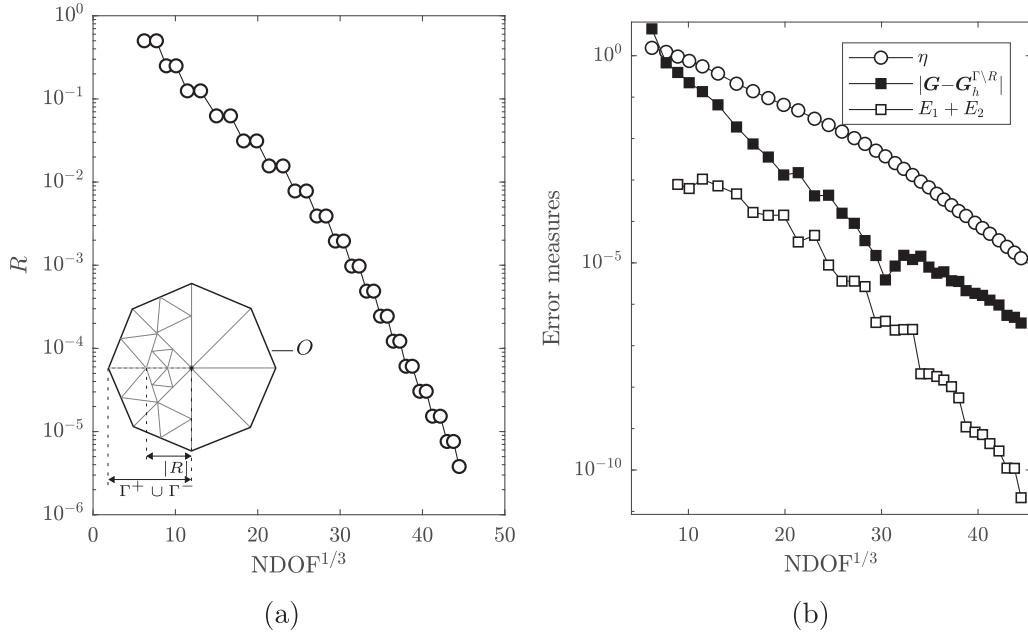 10^0
10^-1
10^-2
10^-3
10^-4
10^-5
10^-6
R
0 10 20 30 40 50
NDOF^1/3
O
|R|
Γ^+ ∪ Γ^-
(a)
10^0
10^-5
10^-10
Error measures
η
|G−G_h^Γ\R|
E_1 + E_2
10 20 30 40
NDOF^1/3
(b)